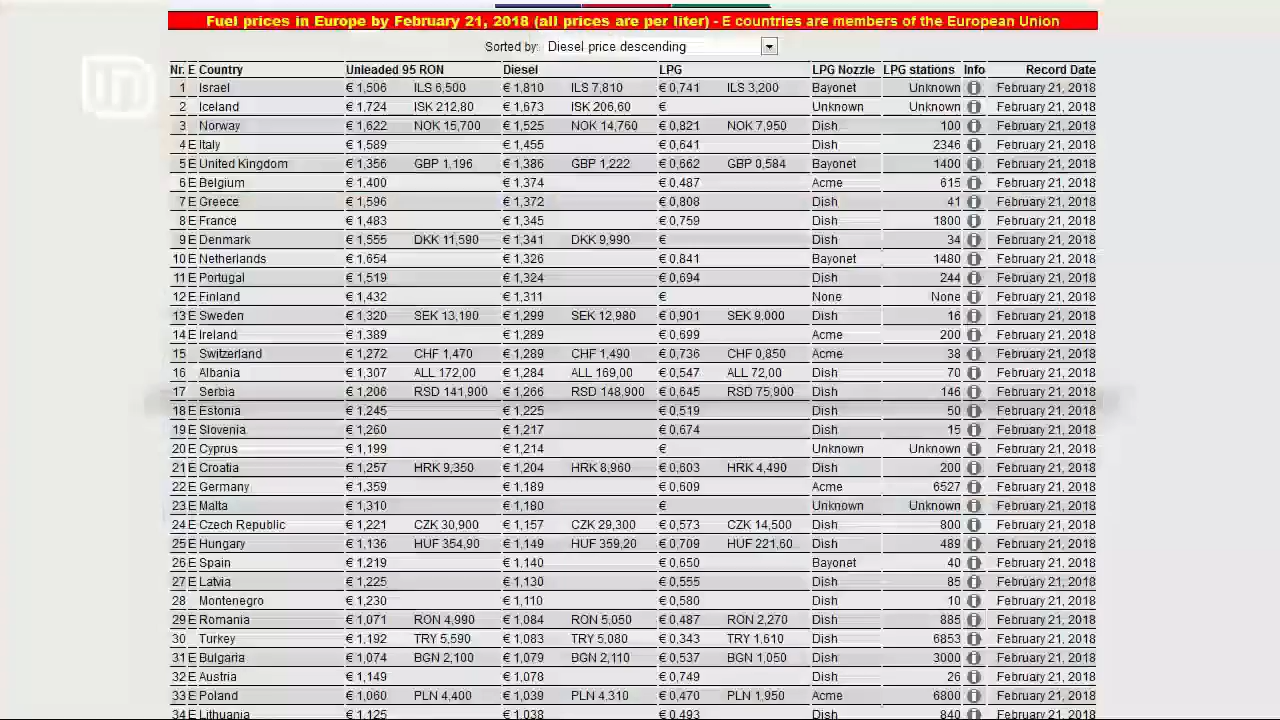 Fuel prices in Europe by February 21, 2018 (all prices are per liter) - E countries are members of the European Union
Sorted by: Diesel price descending
Nr. E Country Unleaded 95 RON Diesel LPG LPG Nozzle LPG stations Info Record Date
1 Israel € 1,506 ILS 6,500 € 1,810 ILS 7,810 € 0,741 ILS 3,200 Bayonet Unknown February 21, 2018
2 Iceland € 1,724 ISK 212,80 € 1,673 ISK 206,60 € Unknown Unknown February 21, 2018
3 Norway € 1,622 NOK 15,700 € 1,525 NOK 14,760 € 0,821 NOK 7,950 Dish 100 February 21, 2018
4 E Italy € 1,589 € 1,455 € 0,641 Dish 2346 February 21, 2018
5 E United Kingdom € 1,356 GBP 1,196 € 1,386 GBP 1,222 € 0,662 GBP 0,584 Bayonet 1400 February 21, 2018
6 E Belgium € 1,400 € 1,374 € 0,487 Acme 615 February 21, 2018
7 E Greece € 1,596 € 1,372 € 0,808 Dish 41 February 21, 2018
8 E France € 1,483 € 1,345 € 0,759 Dish 1800 February 21, 2018
9 E Denmark € 1,555 DKK 11,590 € 1,341 DKK 9,990 € Dish 34 February 21, 2018
10 E Netherlands € 1,654 € 1,326 € 0,841 Bayonet 1480 February 21, 2018
11 E Portugal € 1,519 € 1,324 € 0,694 Dish 244 February 21, 2018
12 E Finland € 1,432 € 1,311 € None None February 21, 2018
13 E Sweden € 1,320 SEK 13,190 € 1,299 SEK 12,980 € 0,901 SEK 9,000 Dish 16 February 21, 2018
14 E Ireland € 1,389 € 1,289 € 0,699 Acme 200 February 21, 2018
15 Switzerland € 1,272 CHF 1,470 € 1,289 CHF 1,490 € 0,736 CHF 0,850 Acme 38 February 21, 2018
16 Albania € 1,307 ALL 172,00 € 1,284 ALL 169,00 € 0,547 ALL 72,00 Dish 70 February 21, 2018
17 Serbia € 1,206 RSD 141,900 € 1,266 RSD 148,900 € 0,645 RSD 75,900 Dish 146 February 21, 2018
18 E Estonia € 1,245 € 1,225 € 0,519 Dish 50 February 21, 2018
19 E Slovenia € 1,260 € 1,217 € 0,674 Dish 15 February 21, 2018
20 E Cyprus € 1,199 € 1,214 € Unknown Unknown February 21, 2018
21 E Croatia € 1,257 HRK 9,350 € 1,204 HRK 8,960 € 0,603 HRK 4,490 Dish 200 February 21, 2018
22 E Germany € 1,359 € 1,189 € 0,609 Acme 6527 February 21, 2018
23 E Malta € 1,310 € 1,180 € Unknown Unknown February 21, 2018
24 E Czech Republic € 1,221 CZK 30,900 € 1,157 CZK 29,300 € 0,573 CZK 14,500 Dish 800 February 21, 2018
25 E Hungary € 1,136 HUF 354,90 € 1,149 HUF 359,20 € 0,709 HUF 221,60 Dish 489 February 21, 2018
26 E Spain € 1,219 € 1,140 € 0,650 Bayonet 40 February 21, 2018
27 E Latvia € 1,225 € 1,130 € 0,555 Dish 85 February 21, 2018
28 Montenegro € 1,230 € 1,110 € 0,580 Dish 10 February 21, 2018
29 E Romania € 1,071 RON 4,990 € 1,084 RON 5,050 € 0,487 RON 2,270 Dish 885 February 21, 2018
30 Turkey € 1,192 TRY 5,590 € 1,083 TRY 5,080 € 0,343 TRY 1,610 Dish 6853 February 21, 2018
31 E Bulgaria € 1,074 BGN 2,100 € 1,079 BGN 2,110 € 0,537 BGN 1,050 Dish 3000 February 21, 2018
32 E Austria € 1,149 € 1,078 € 0,749 Dish 26 February 21, 2018
33 E Poland € 1,060 PLN 4,400 € 1,039 PLN 4,310 € 0,470 PLN 1,950 Acme 6800 February 21, 2018
34 E Lithuania € 1,125 € 1,038 € 0,493 Dish 840 February 21, 2018